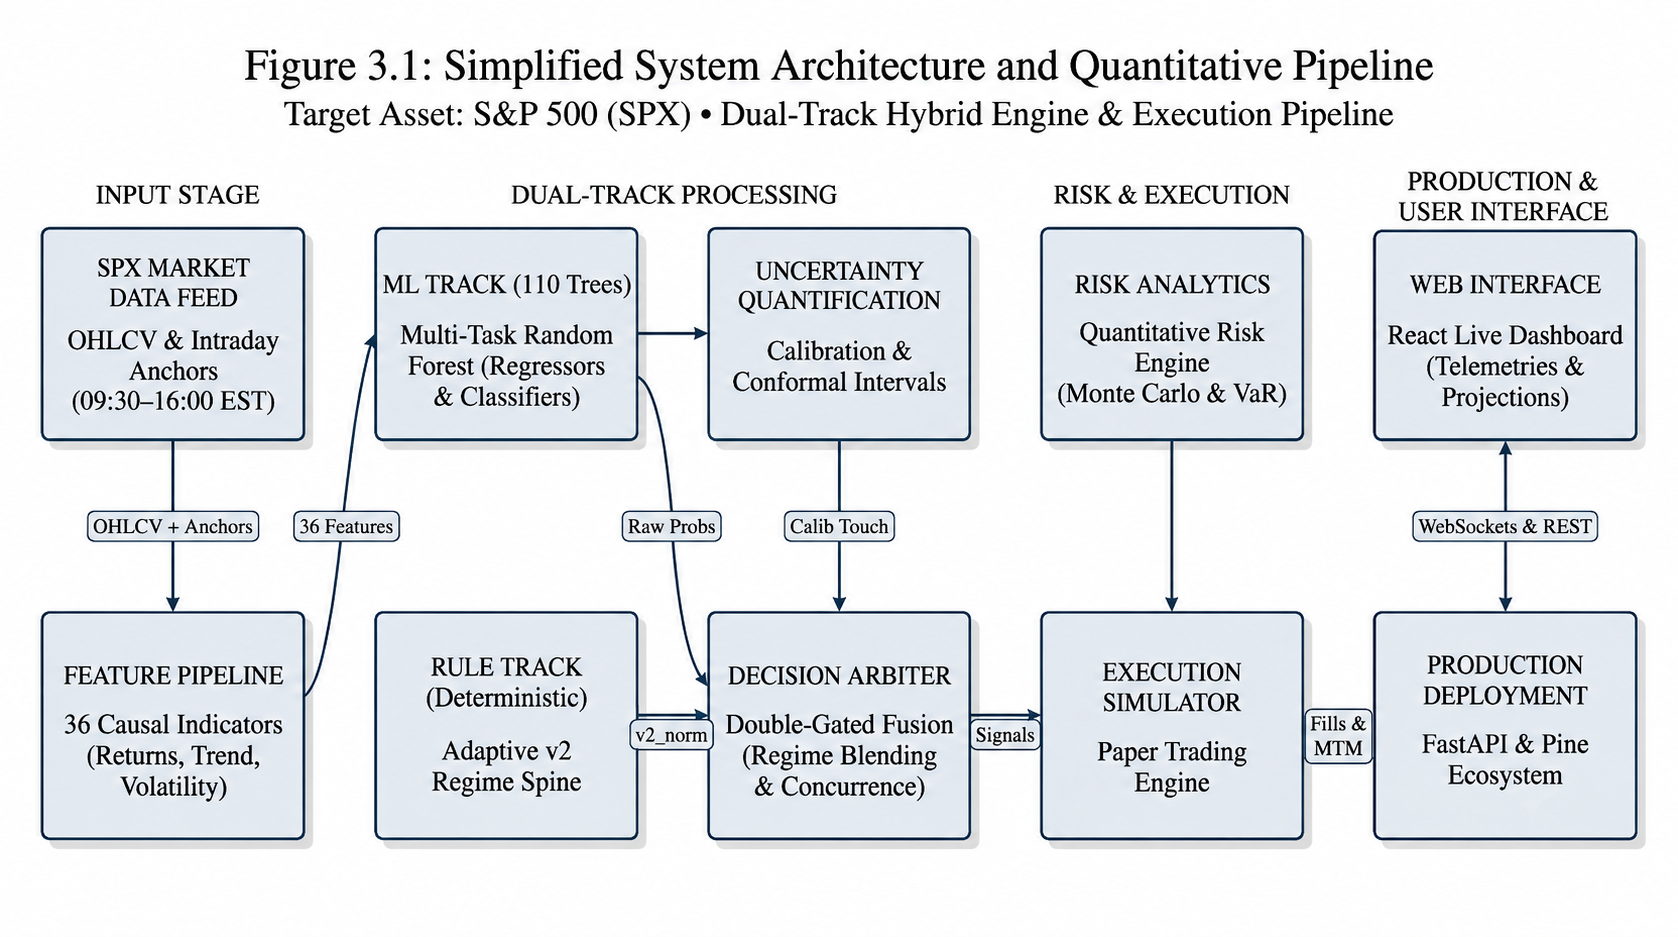 Figure 3.1: Simplified System Architecture and Quantitative Pipeline
Target Asset: S&P 500 (SPX) • Dual-Track Hybrid Engine & Execution Pipeline
INPUT STAGE
DUAL-TRACK PROCESSING
RISK & EXECUTION
PRODUCTION &
USER INTERFACE
SPX MARKET
DATA FEED
OHLCV & Intraday
Anchors
(09:30–16:00 EST)
ML TRACK (110 Trees)
Multi-Task Random
Forest (Regressors
& Classifiers)
UNCERTAINTY
QUANTIFICATION
Calibration &
Conformal Intervals
RISK ANALYTICS
Quantitative Risk
Engine
(Monte Carlo & VaR)
WEB INTERFACE
React Live Dashboard
(Telemetries &
Projections)
OHLCV + Anchors
36 Features
Raw Probs
Calib Touch
WebSockets & REST
FEATURE PIPELINE
36 Causal Indicators
(Returns, Trend,
Volatility)
RULE TRACK
(Deterministic)
Adaptive v2
Regime Spine
v2_norm
DECISION ARBITER
Double-Gated Fusion
(Regime Blending
& Concurrence)
Signals
EXECUTION
SIMULATOR
Paper Trading
Engine
Fills &
MTM
PRODUCTION
DEPLOYMENT
FastAPI & Pine
Ecosystem